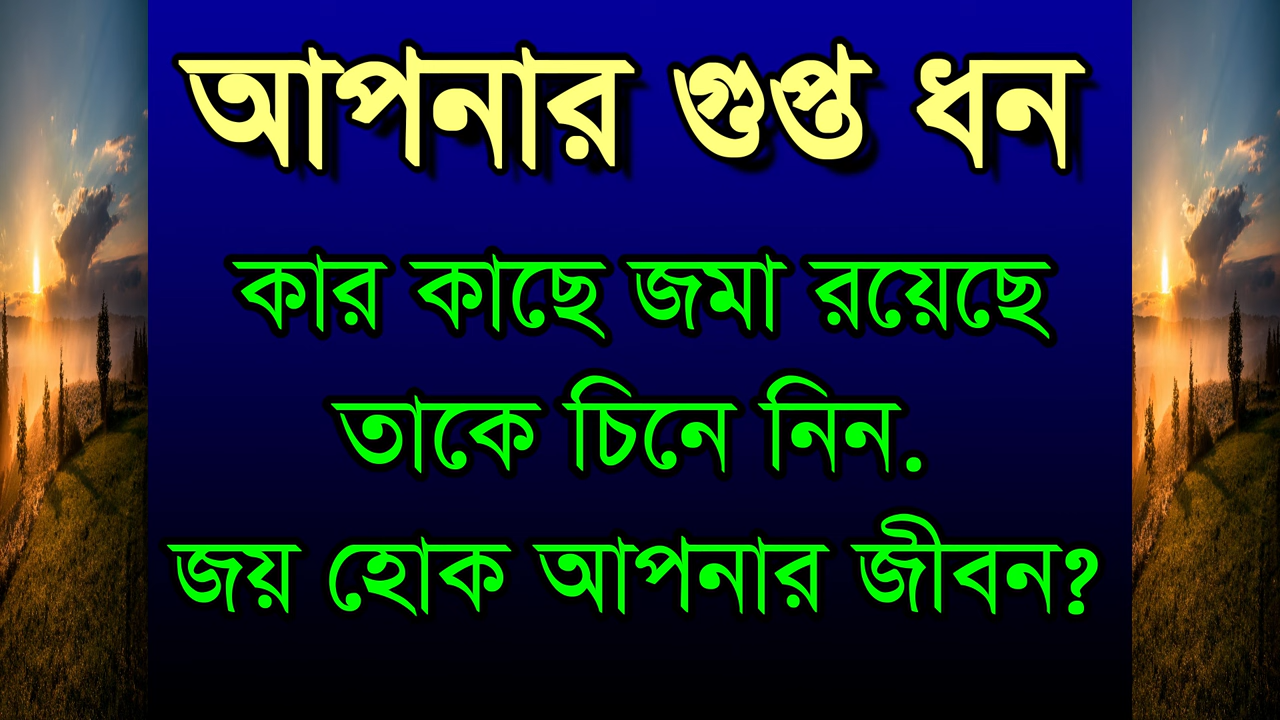 আপনার গুপ্ত ধন
কার কাছে জমা রয়েছে
তাকে চিনে নিন.
জয় হোক আপনার জীবন?